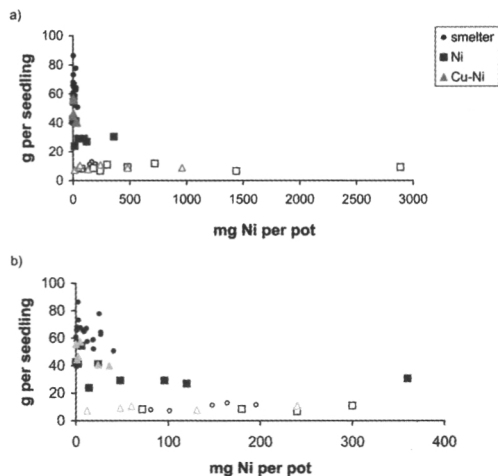 a)
smelter
Ni
Cu-Ni
g per seedling
100
80
60
40
20
0
0 500 1000 1500 2000 2500 3000
mg Ni per pot
b)
g per seedling
100
80
60
40
20
0
0 100 200 300 400
mg Ni per pot